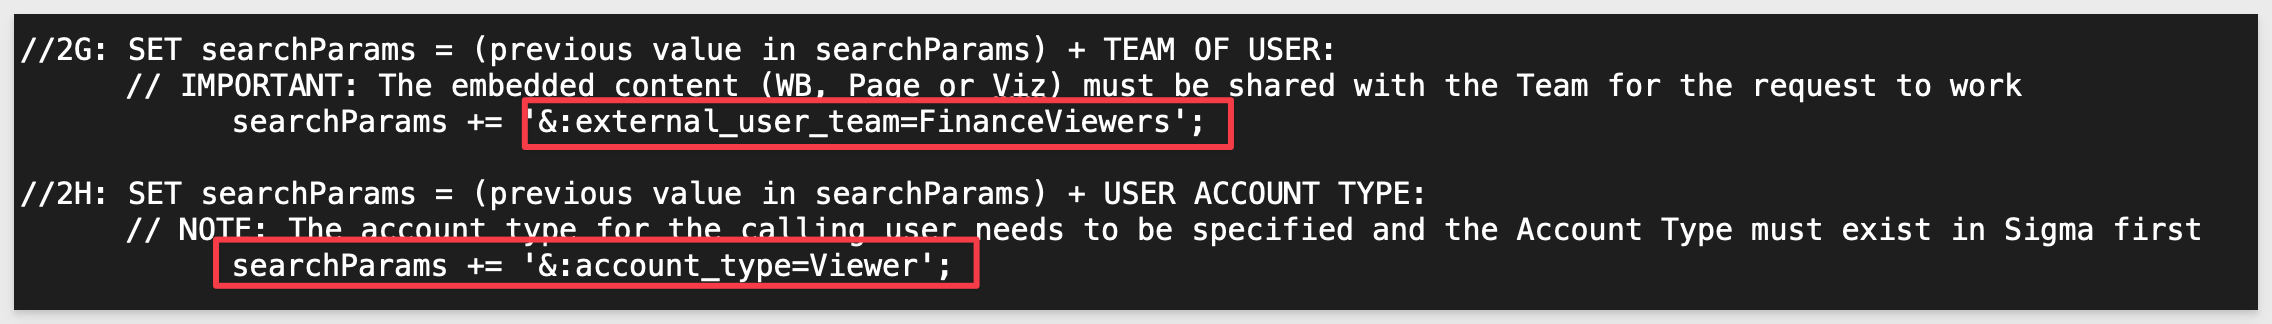 //2G: SET searchParams = (previous value in searchParams) + TEAM OF USER:
// IMPORTANT: The embedded content (WB, Page or Viz) must be shared with the Team for the request to work
searchParams += '&:external_user_team=FinanceViewers';
//2H: SET searchParams = (previous value in searchParams) + USER ACCOUNT TYPE:
// NOTE: The account type for the calling user needs to be specified and the Account Type must exist in Sigma first
searchParams += '&:account_type=Viewer';